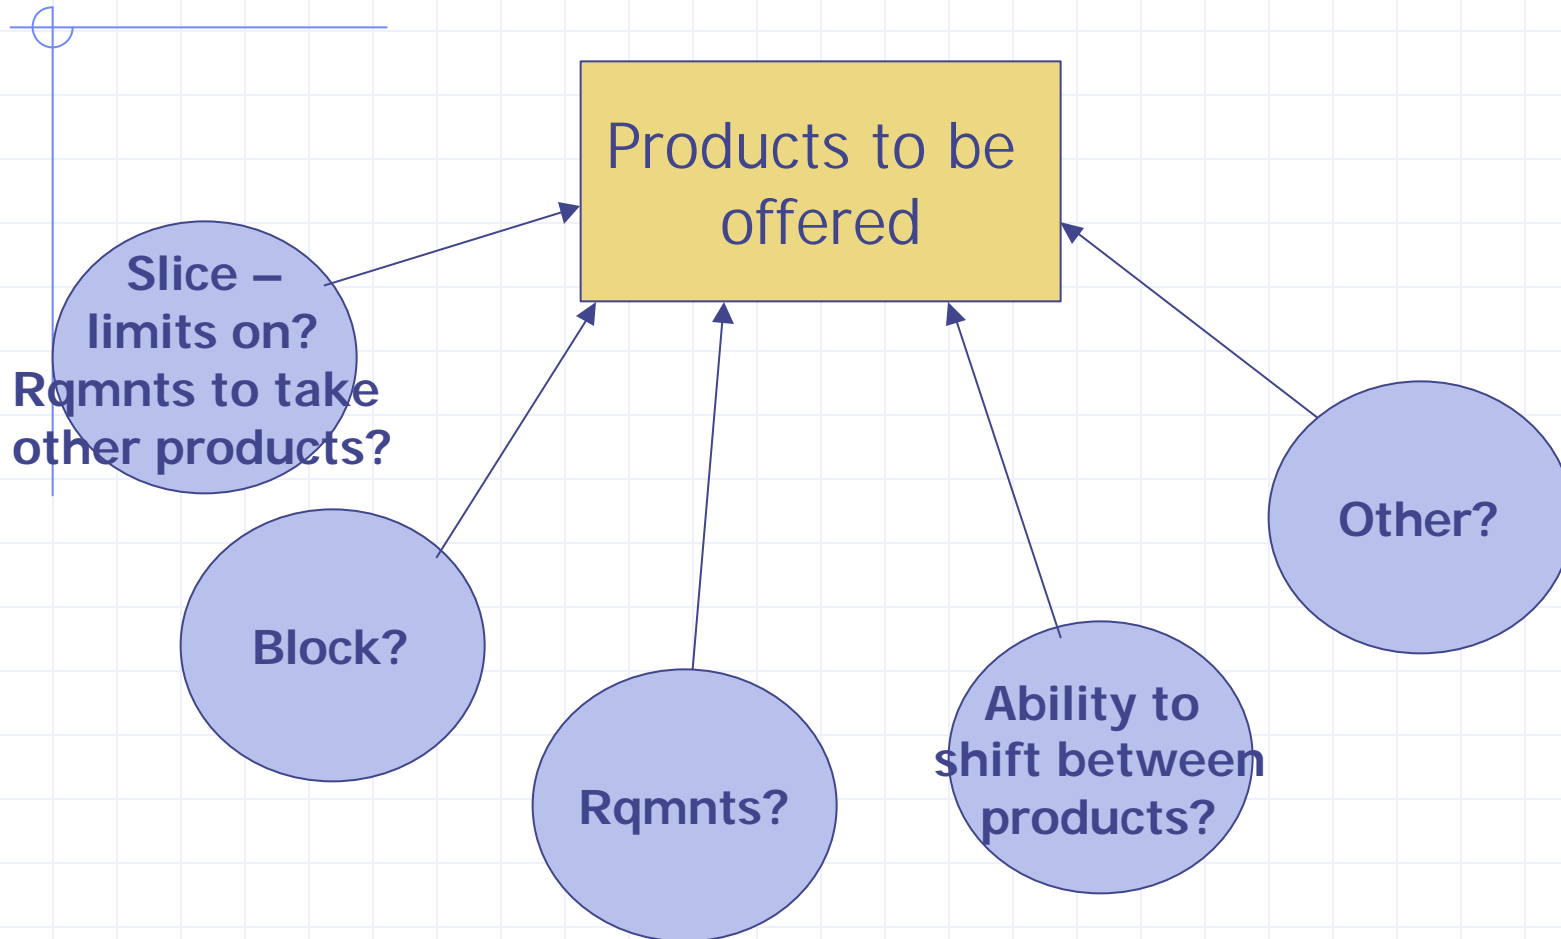 Products to be
offered
Slice –
limits on?
Rqmnts to take
other products?
Block?
Rqmnts?
Ability to
shift between
products?
Other?